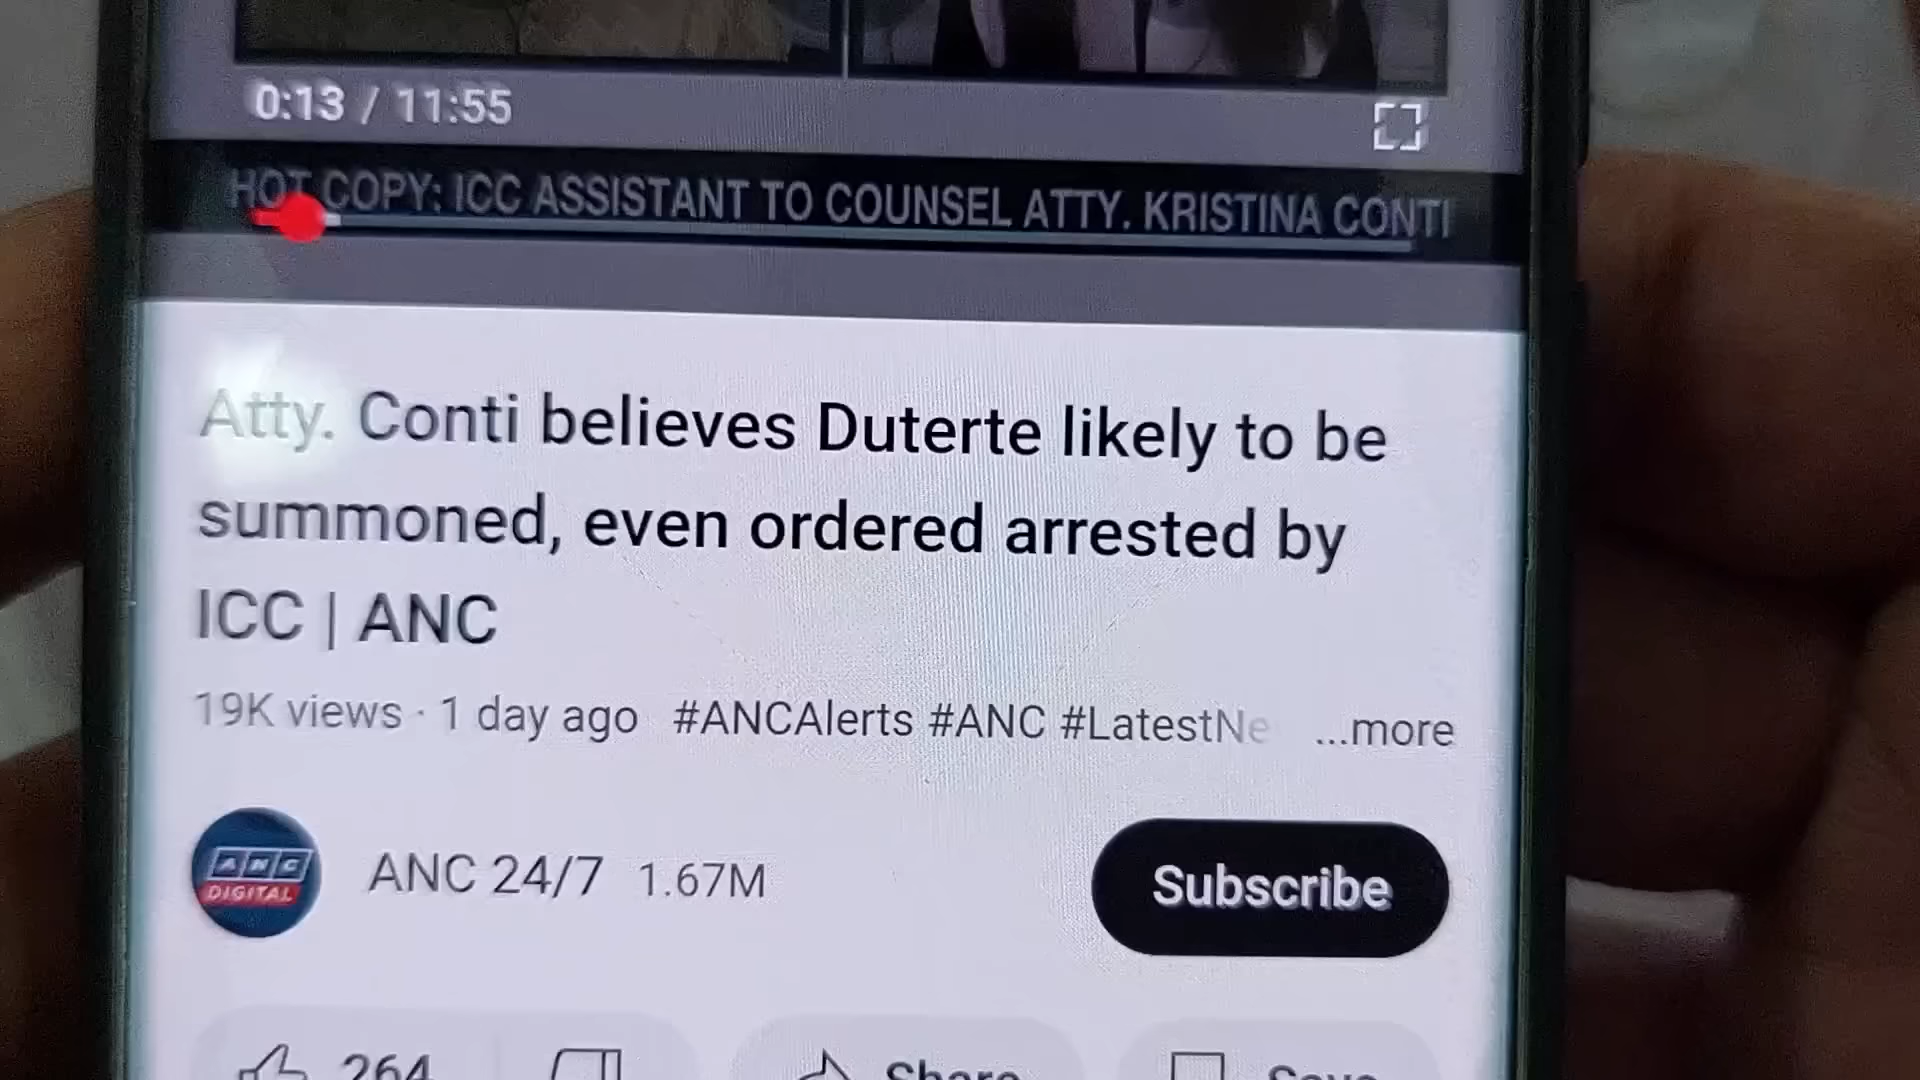 0:13 / 11:55
HOT COPY: ICC ASSISTANT TO COUNSEL ATTY. KRISTINA CONTI
Atty. Conti believes Duterte likely to be
summoned, even ordered arrested by
ICC | ANC
19K views · 1 day ago #ANCAlerts #ANC #LatestNe ...more
ANC
DIGITAL
ANC 24/7 1.67M
Subscribe
264 Share Save